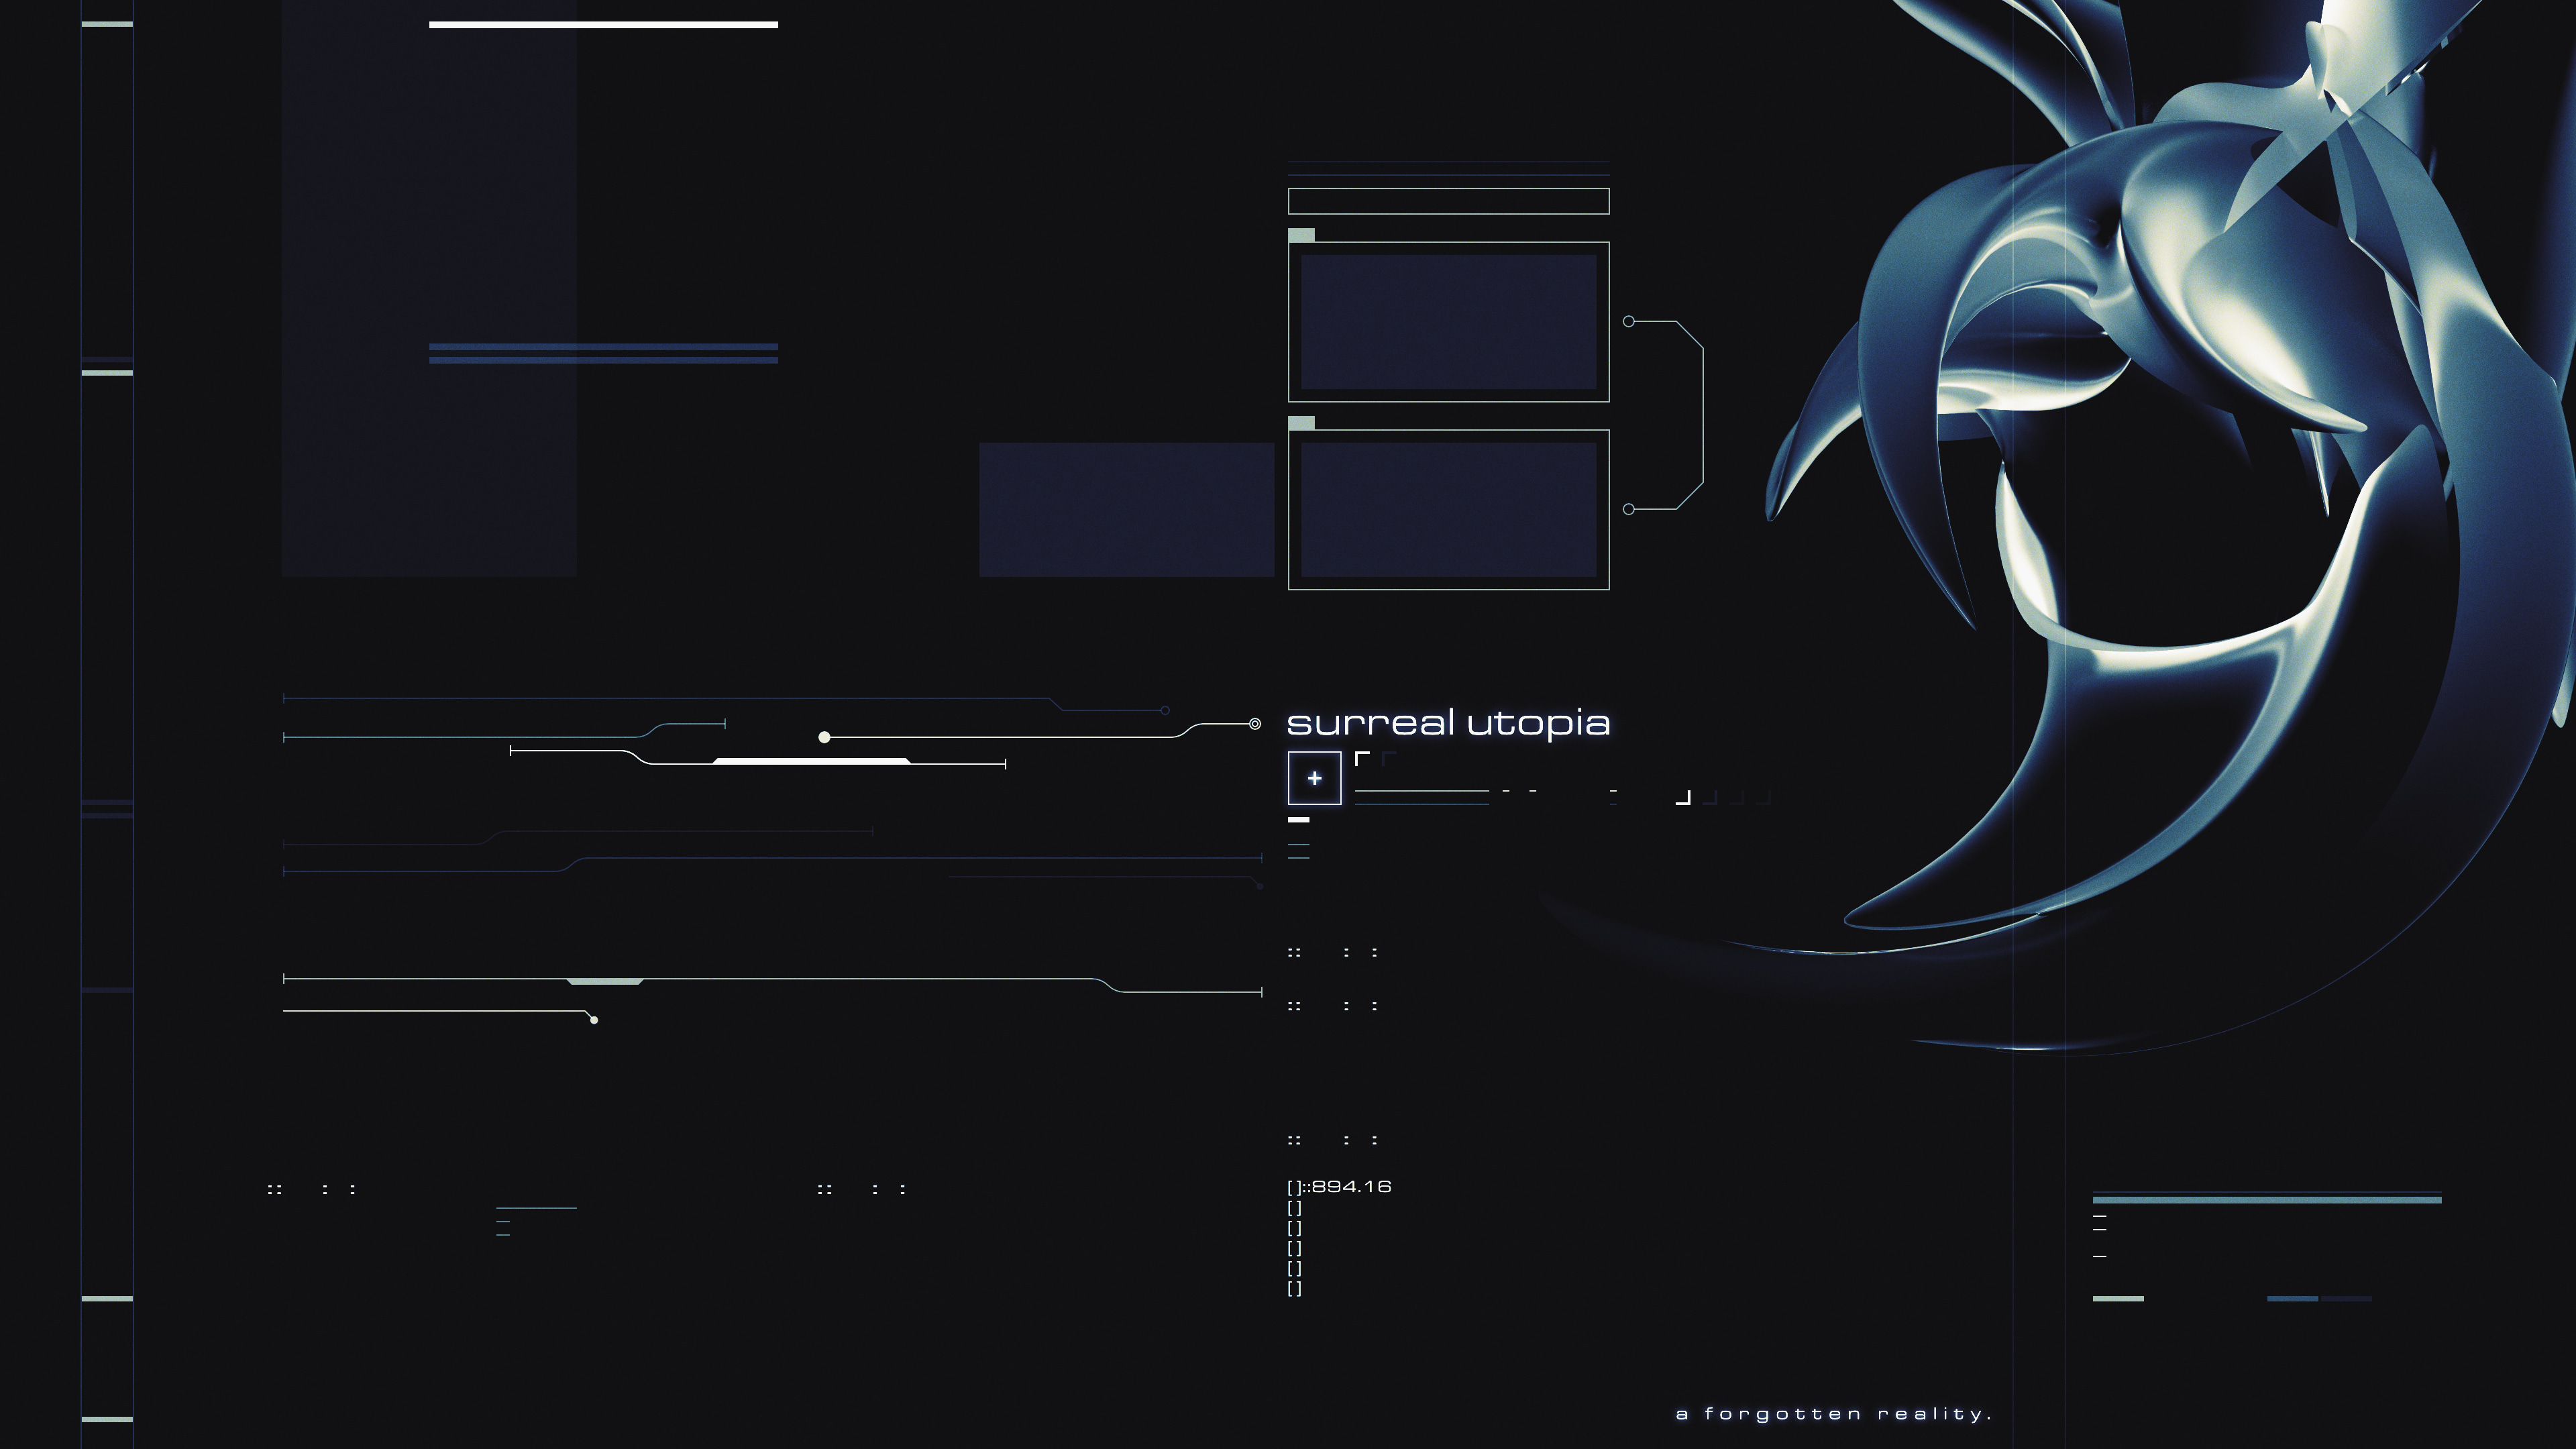 surreal utopia
+
:: : :
:: : :
:: : :
:: : : :: : :
[ ]::894.16
[ ]
[ ]
[ ]
[ ]
[ ]
a forgotten reality.